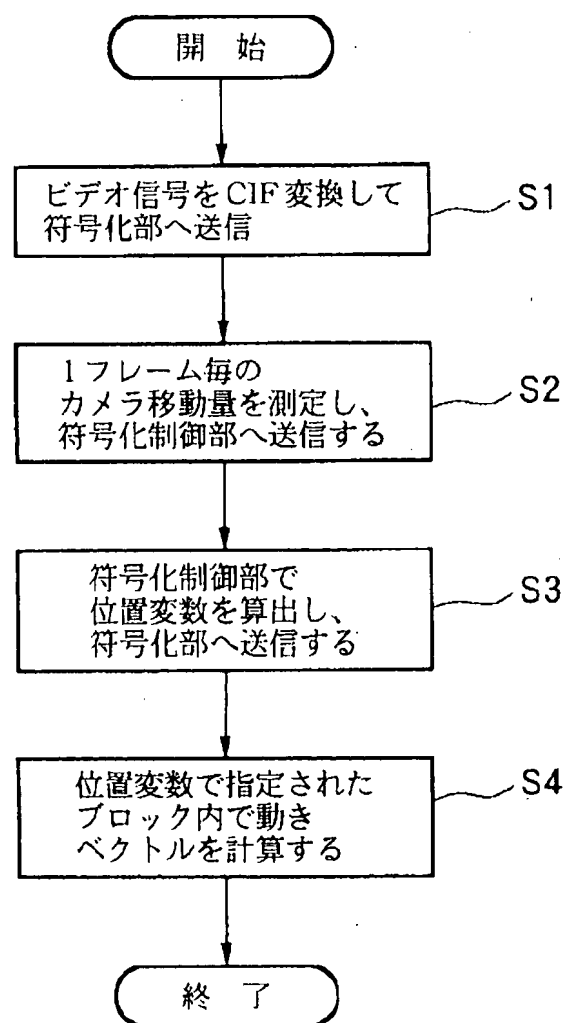 開 始
ビデオ信号をCIF変換して
符号化部へ送信
S1
1フレーム毎の
カメラ移動量を測定し、
符号化制御部へ送信する
S2
符号化制御部で
位置変数を算出し、
符号化部へ送信する
S3
位置変数で指定された
ブロック内で動き
ベクトルを計算する
S4
終 了